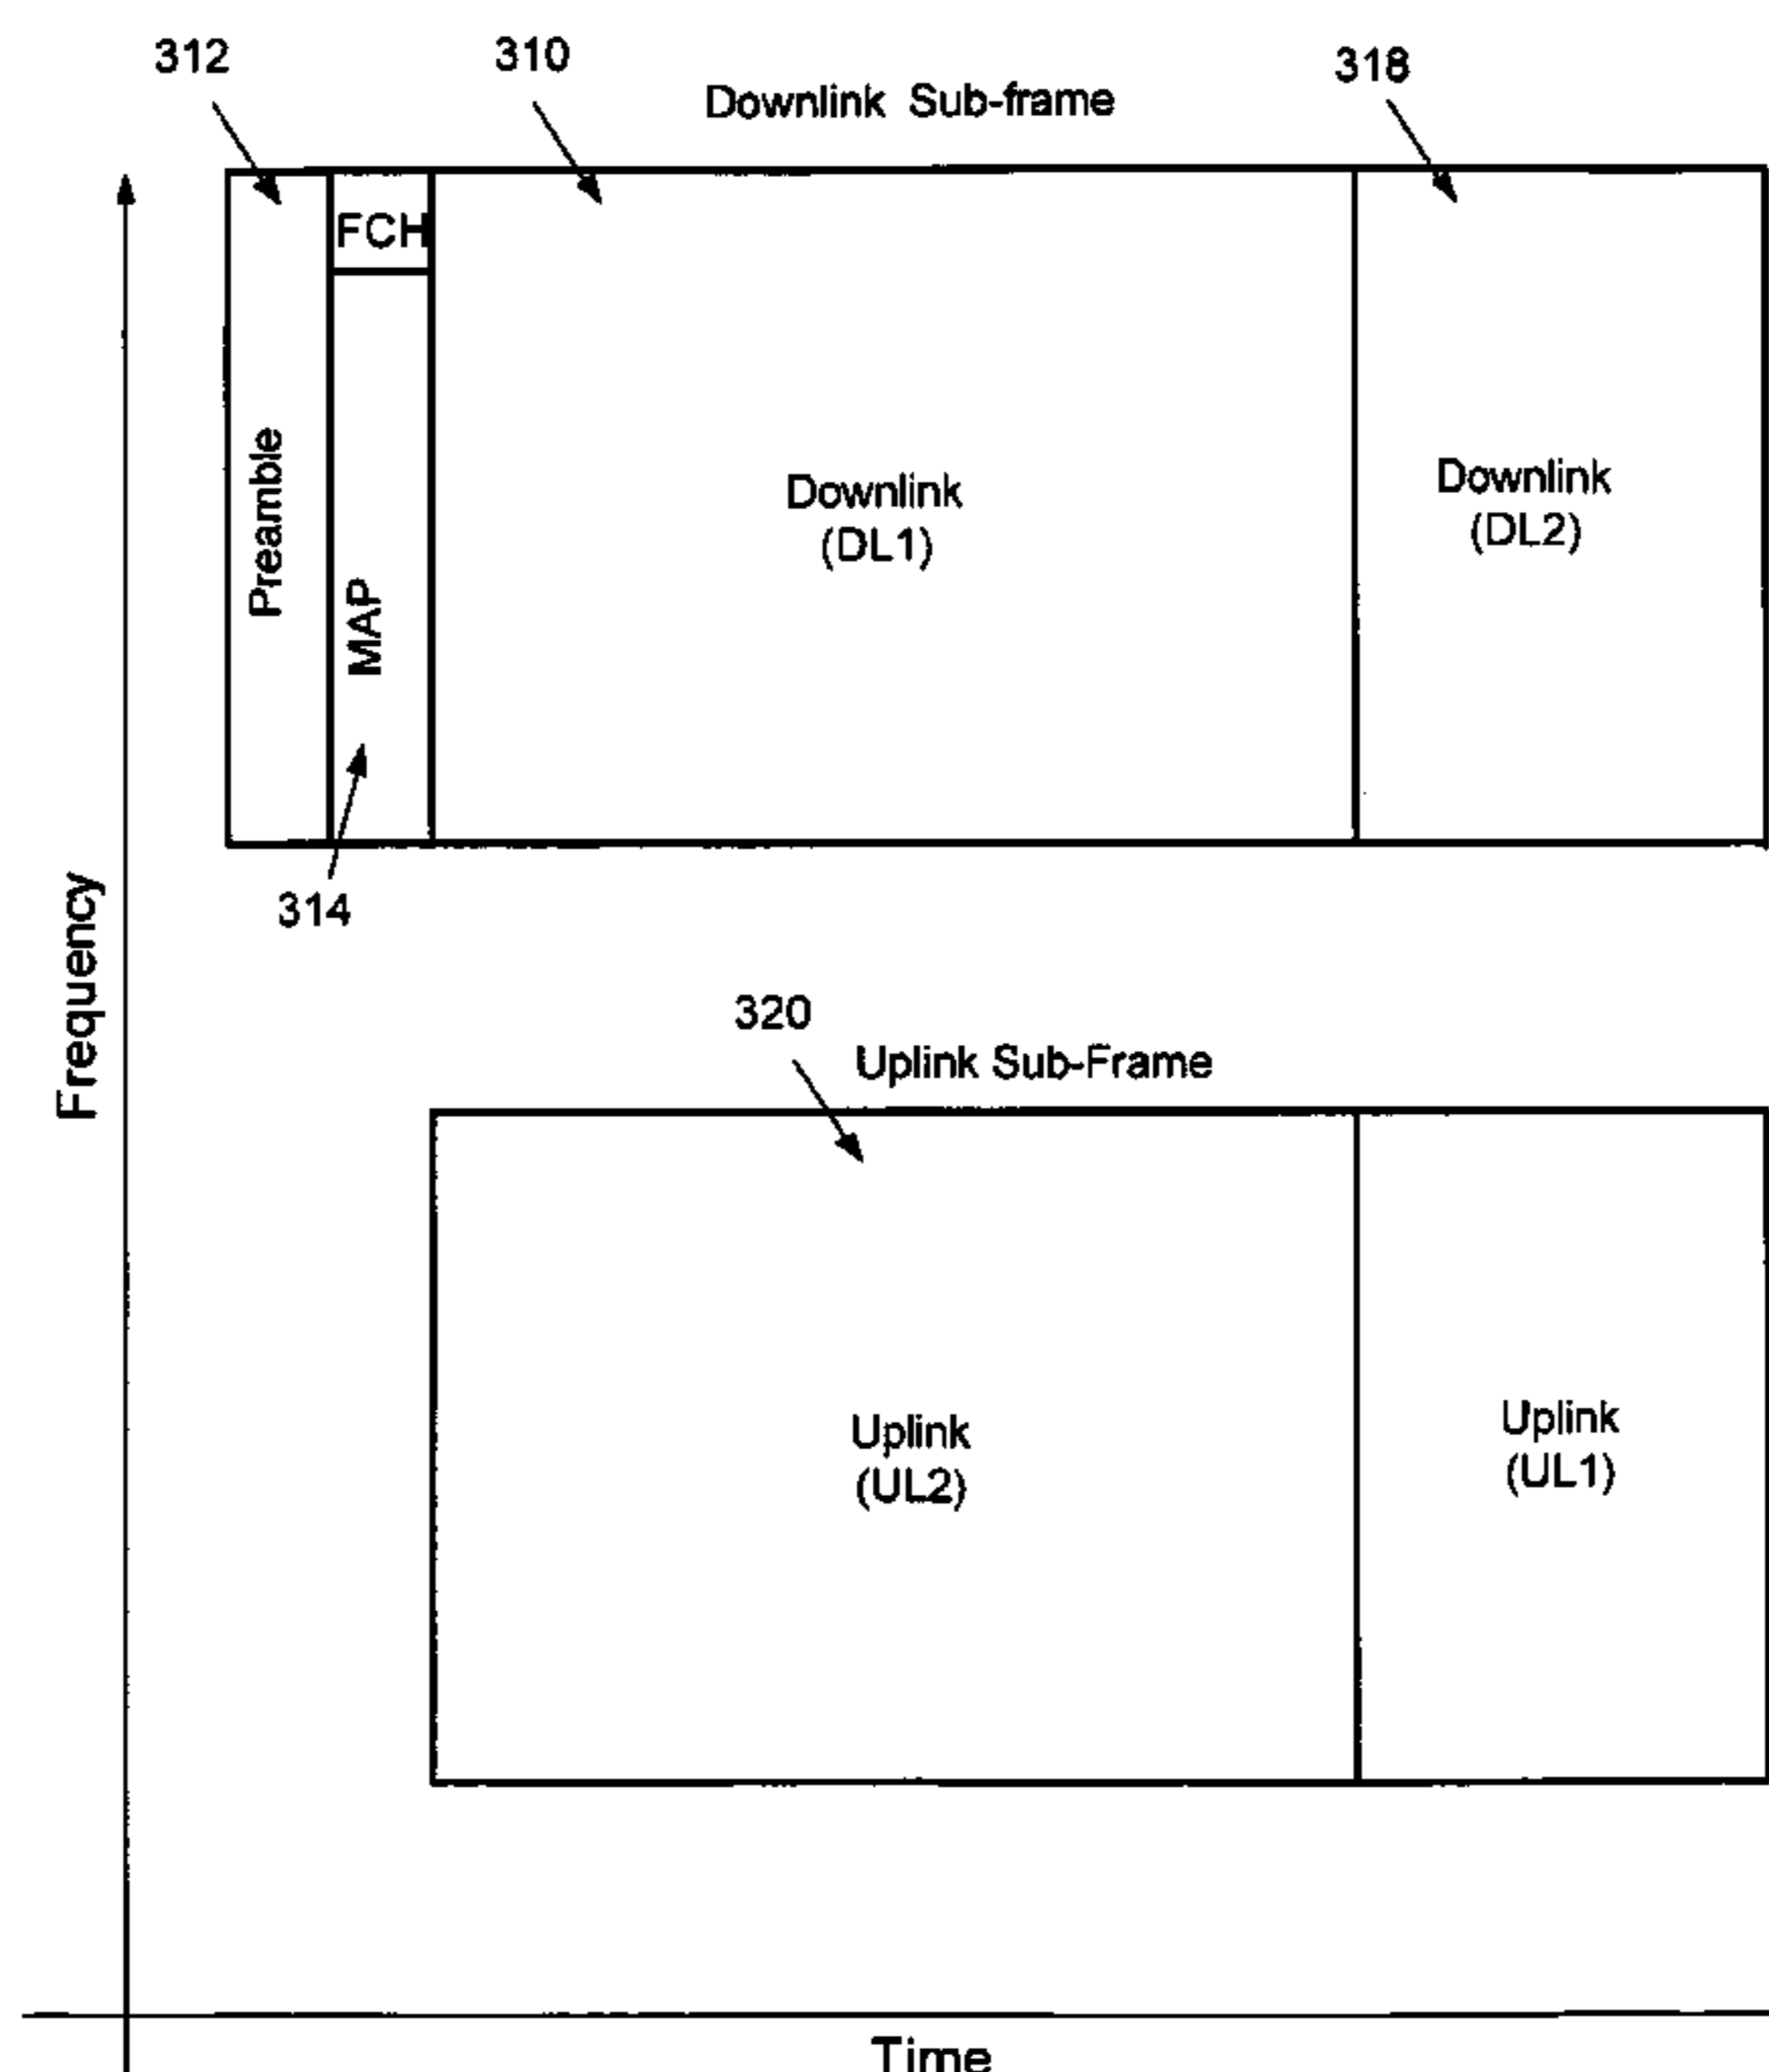 312
310
318
Downlink Sub-frame
FCH
Preamble
MAP
Downlink
(DL1)
Downlink
(DL2)
314
Frequency
320
Uplink Sub-Frame
Uplink
(UL2)
Uplink
(UL1)
Time